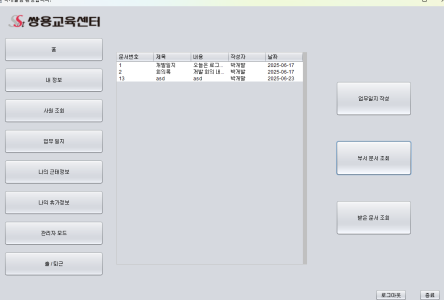 쌍용교육센터
홈
내 정보
사원 조회
업무 일지
나의 근태정보
나의 휴가정보
관리자 모드
출/퇴근
문서번호 제목 내용 작성자 날짜
1 개발일지 오늘은 로그... 박개발 2025-06-17
2 회의록 개발 회의 내... 박개발 2025-06-17
13 asd asd 박개발 2025-06-23
업무일지 작성
부서 문서 조회
받은 문서 조회
로그아웃 종료